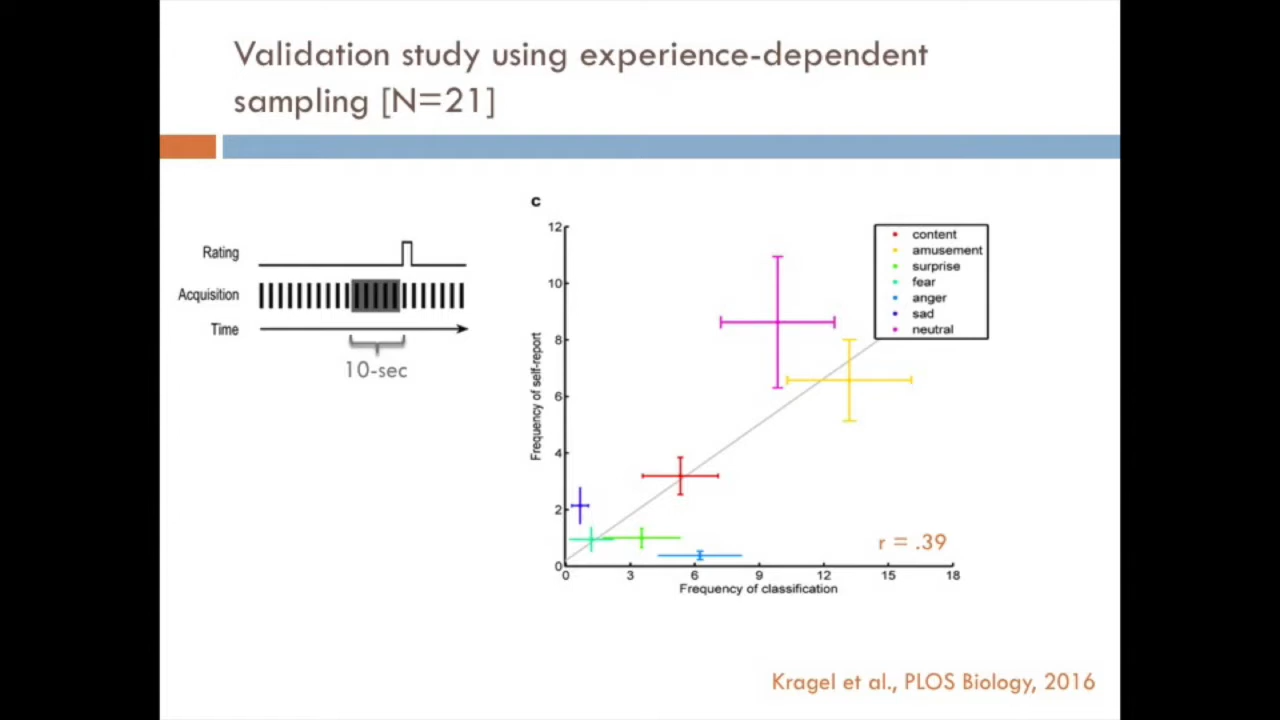 Validation study using experience-dependent
sampling [N=21]
Rating
Acquisition
Time
10-sec
c
12
10
8
6
4
2
0
Frequency of self-report
0 3 6 9 12 15 18
Frequency of classification
content
amusement
surprise
fear
anger
sad
neutral
r = .39
Kragel et al., PLOS Biology, 2016